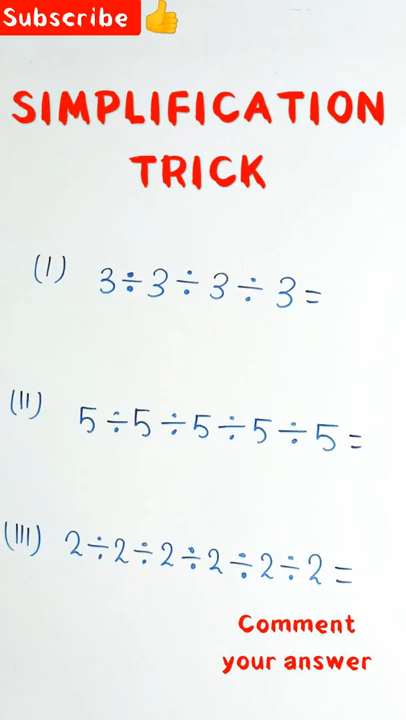 Subscribe 👍
SIMPLIFICATION
TRICK
(I) 3÷3÷3÷3=
(II) 5÷5÷5÷5÷5=
(III) 2÷2÷2÷2÷2÷2=
Comment
your answer